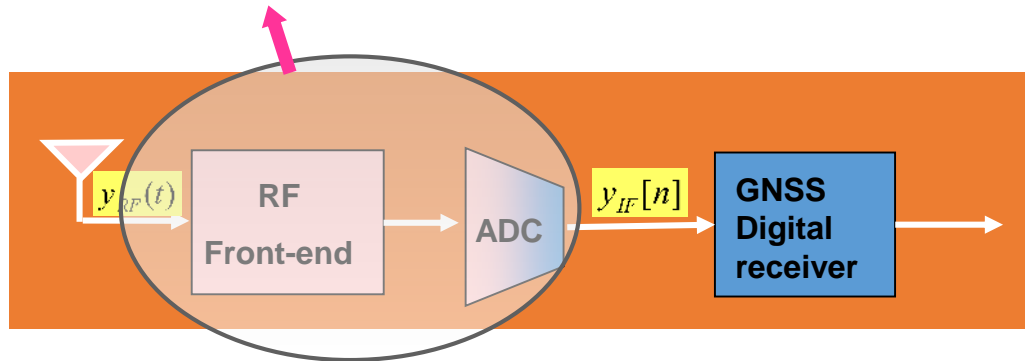 y_RF(t)
RF
Front-end
ADC
y_IF[n]
GNSS
Digital
receiver